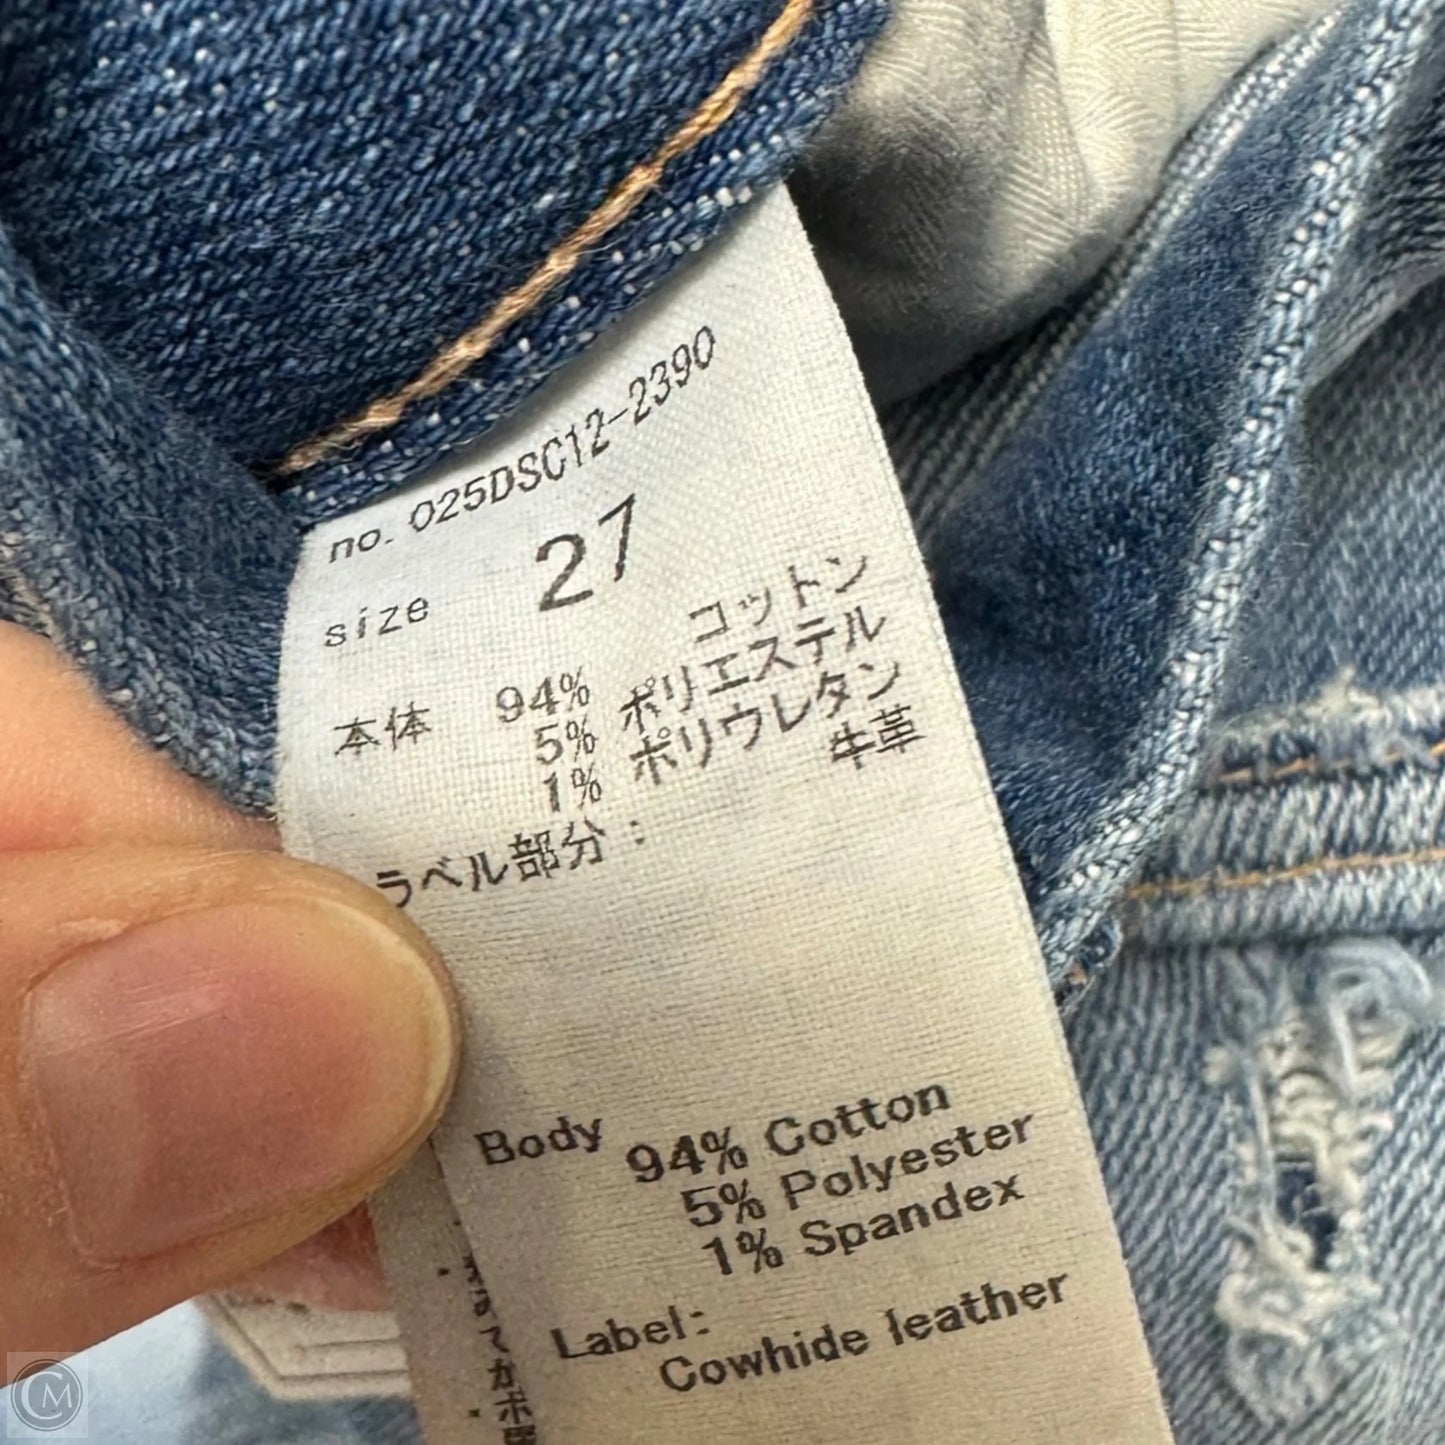 no. 025DSC12-2390
size 27
本体 94% コットン
5% ポリエステル
1% ポリウレタン
ラベル部分: 牛革
Body 94% Cotton
5% Polyester
1% Spandex
Label:
Cowhide leather
CM